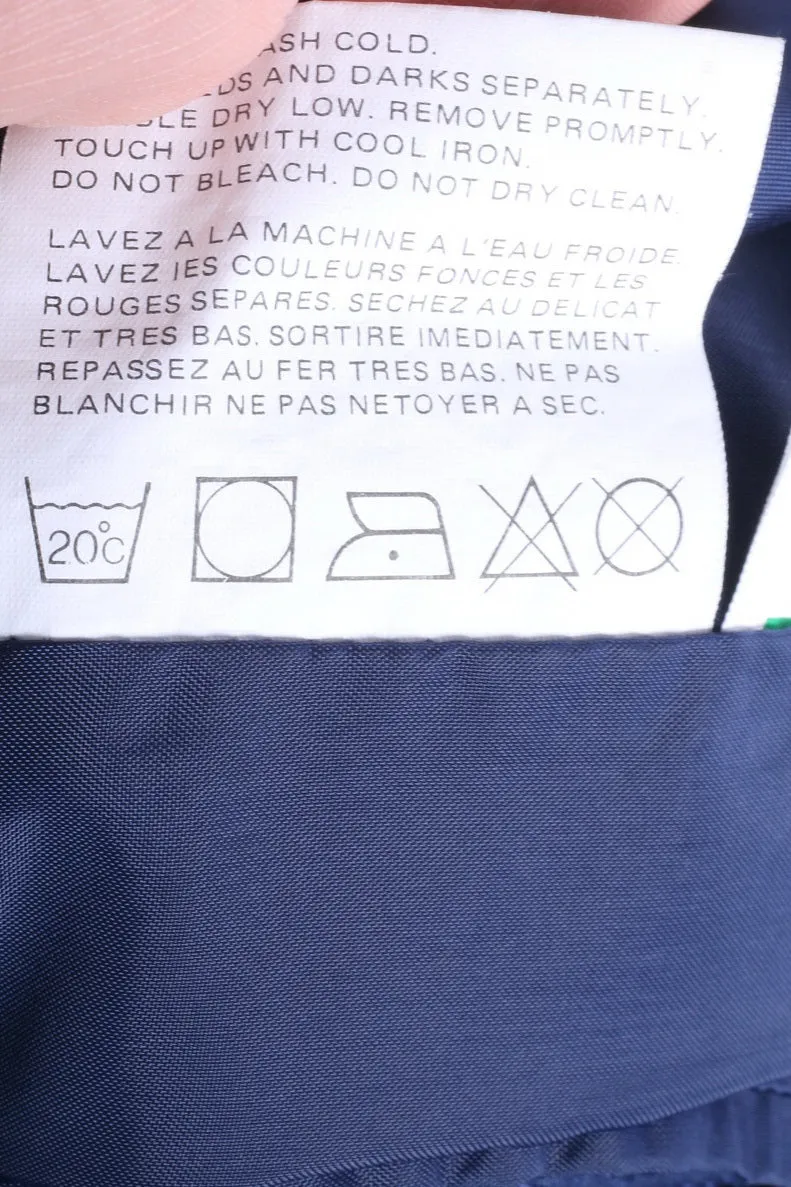 COLD.
AND DARKS SEPARATELY.
DRY LOW. REMOVE PROMPTLY.
TOUCH UP WITH COOL IRON.
DO NOT BLEACH. DO NOT DRY CLEAN.
LAVEZ A LA MACHINE A L'EAU FROIDE.
LAVEZ IES COULEURS FONCES ET LES
ROUGES SEPARES. SECHEZ AU DELICAT
ET TRES BAS. SORTIRE IMEDIATEMENT.
REPASSEZ AU FER TRES BAS. NE PAS
BLANCHIR NE PAS NETOYER A SEC.
20°C